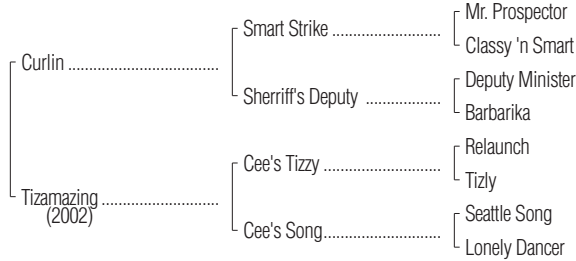 Mr. Prospector
Smart Strike ........................
Classy 'n Smart
Curlin ..................................
Deputy Minister
Sherriff's Deputy .................
Barbarika
Relaunch
Cee's Tizzy ..........................
Tizly
Tizamazing ..........................
(2002)
Seattle Song
Cee's Song..........................
Lonely Dancer